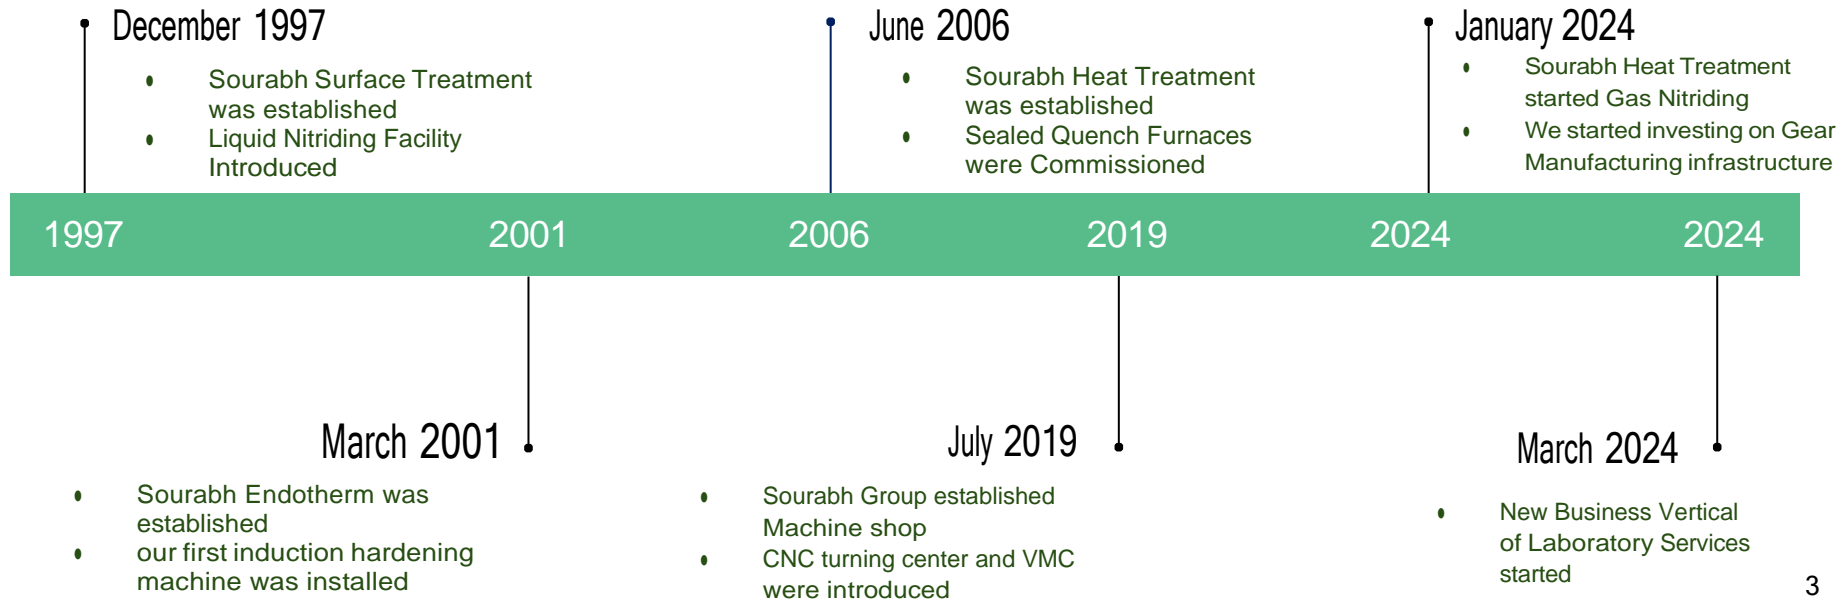 December 1997
• Sourabh Surface Treatment
was established
• Liquid Nitriding Facility
Introduced
June 2006
• Sourabh Heat Treatment
was established
• Sealed Quench Furnaces
were Commissioned
January 2024
• Sourabh Heat Treatment
started Gas Nitriding
• We started investing on Gear
Manufacturing infrastructure
1997 2001 2006 2019 2024 2024
March 2001
• Sourabh Endotherm was
established
• our first induction hardening
machine was installed
July 2019
• Sourabh Group established
Machine shop
• CNC turning center and VMC
were introduced
March 2024
• New Business Vertical
of Laboratory Services
started
3